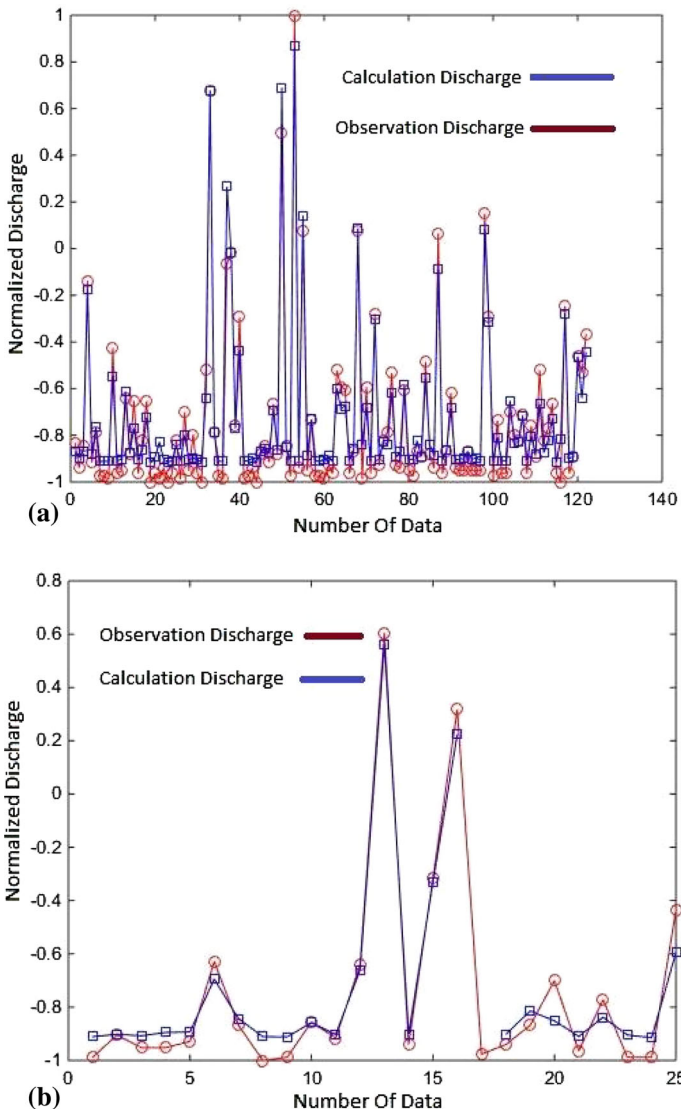 1
0.8
0.6
0.4
0.2
0
-0.2
-0.4
-0.6
-0.8
-1
Normalized Discharge
Calculation Discharge
Observation Discharge
0 20 40 60 80 100 120 140
Number Of Data
(a)
0.8
0.6
0.4
0.2
0
-0.2
-0.4
-0.6
-0.8
-1
Normalized Discharge
Observation Discharge
Calculation Discharge
0 5 10 15 20 25
Number Of Data
(b)